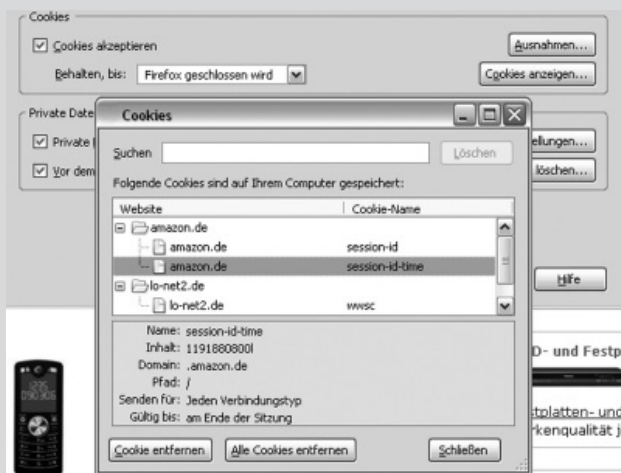 Cookies
Cookies akzeptieren
Ausnahmen...
Behalten, bis: Firefox geschlossen wird
Cookies anzeigen...
Private Date
Private
ellungen...
Vor dem
löschen...
Cookies
Suchen
Löschen
Folgende Cookies sind auf Ihrem Computer gespeichert:
Website Cookie-Name
amazon.de
amazon.de session-id
amazon.de session-id-time
lo-net2.de
lo-net2.de wwsc
Hilfe
Name: session-id-time
Inhalt: 1191880800l
Domain: .amazon.de
Pfad: /
Senden für: Jeden Verbindungstyp
Gültig bis: am Ende der Sitzung
Cookie entfernen
Alle Cookies entfernen
Schließen
D- und Festp
tplatten- und
rkenqualität j